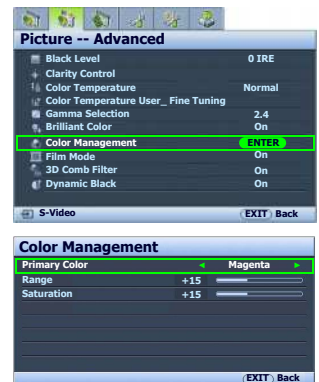 Picture -- Advanced
Black Level 0 IRE
Clarity Control
Color Temperature Normal
Color Temperature User_ Fine Tuning
Gamma Selection 2.4
Brilliant Color On
Color Management ENTER
Film Mode On
3D Comb Filter On
Dynamic Black On
S-Video EXIT Back
Color Management
Primary Color Magenta
Range +15
Saturation +15
EXIT Back